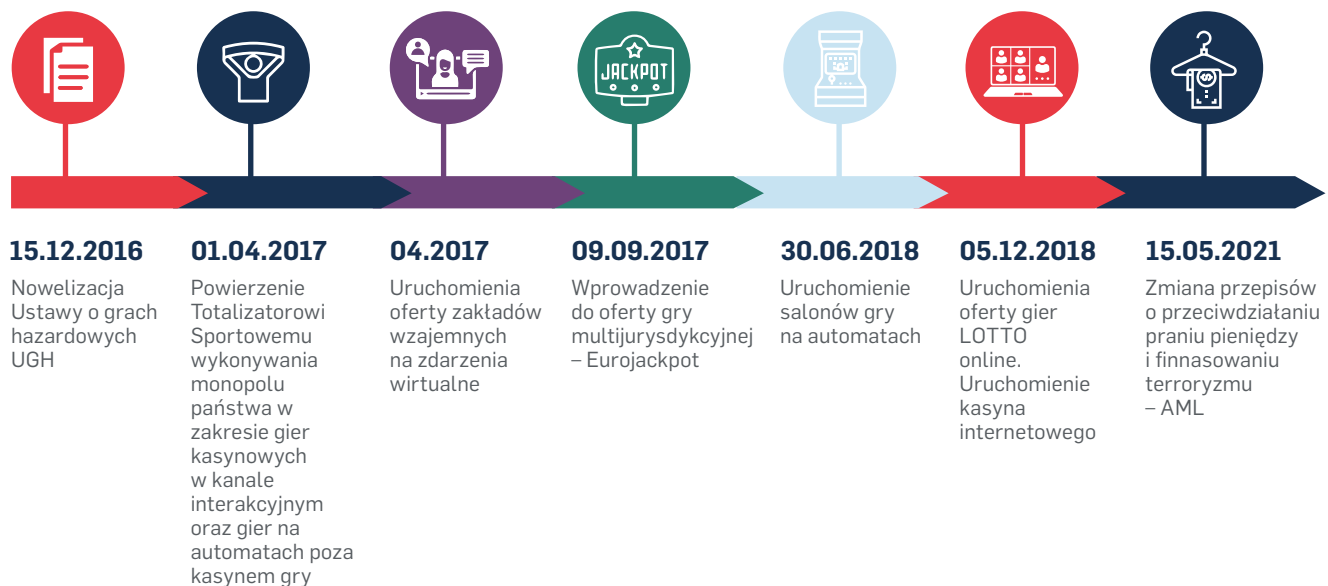 JACKPOT
15.12.2016
Nowelizacja
Ustawy o grach
hazardowych
UGH
01.04.2017
Powierzenie
Totalizatorowi
Sportowemu
wykonywania
monopolu
państwa w
zakresie gier
kasynowych
w kanale
interakcyjnym
oraz gier na
automatach poza
kasynem gry
04.2017
Uruchomienia
oferty zakładów
wzajemnych
na zdarzenia
wirtualne
09.09.2017
Wprowadzenie
do oferty gry
multijurysdykcyjnej
– Eurojackpot
30.06.2018
Uruchomienie
salonów gry
na automatach
05.12.2018
Uruchomienia
oferty gier
LOTTO
online.
Uruchomienie
kasyna
internetowego
15.05.2021
Zmiana przepisów
o przeciwdziałaniu
praniu pieniędzy
i finnasowaniu
terroryzmu
– AML